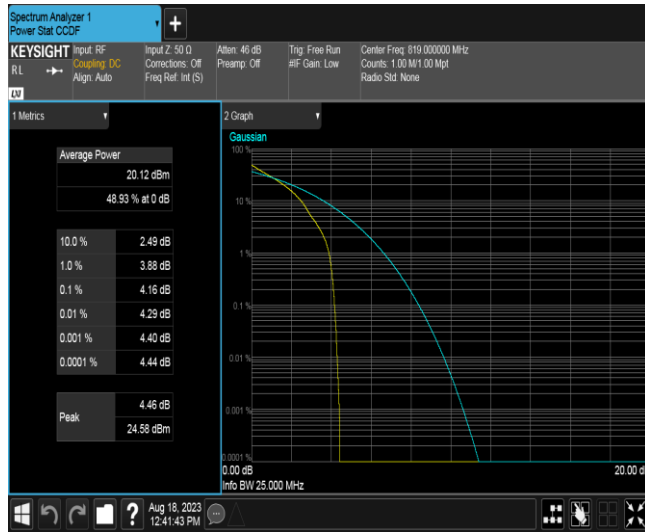 Spectrum Analyzer 1
Power Stat CCDF
+
KEYSIGHT
RL
Input: RF
Coupling: DC
Align: Auto
Input Z: 50 Ω
Corrections: Off
Freq Ref: Int (S)
Atten: 46 dB
Preamp: Off
Trig: Free Run
#IF Gain: Low
Center Freq: 819.000000 MHz
Counts: 1.00 M/1.00 Mpt
Radio Std: None
LXI
1 Metrics
Average Power
20.12 dBm
48.93 % at 0 dB
10.0 % 2.49 dB
1.0 % 3.88 dB
0.1 % 4.16 dB
0.01 % 4.29 dB
0.001 % 4.40 dB
0.0001 % 4.44 dB
Peak
4.46 dB
24.58 dBm
2 Graph
Gaussian
100 %
10 %
1 %
0.1 %
0.01 %
0.001 %
0.0001 %
0.00 dB
20.00 d
Info BW 25.000 MHz
?
Aug 18, 2023
12:41:43 PM